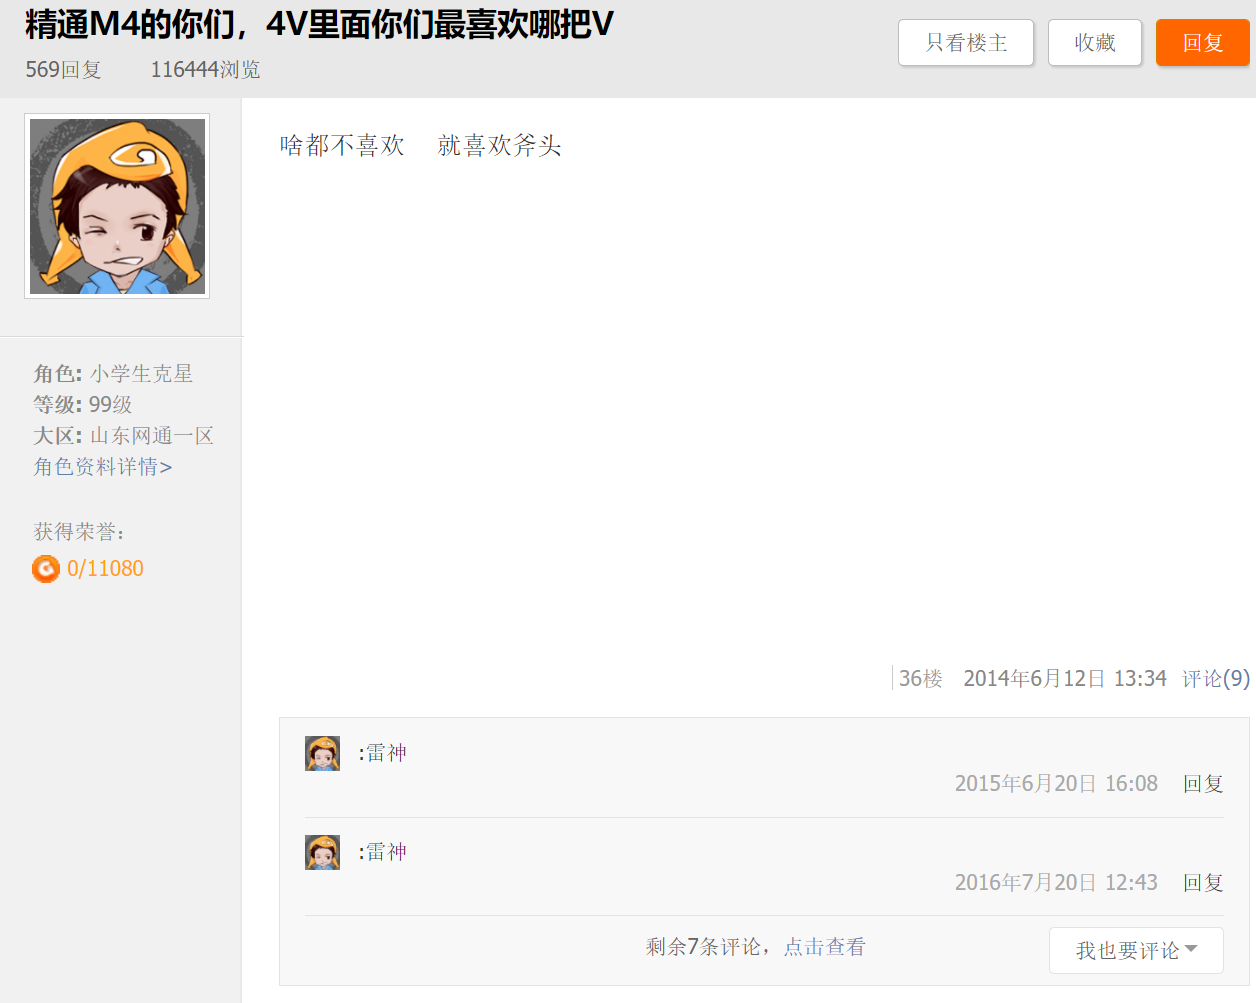 精通M4的你们，4V里面你们最喜欢哪把V
569回复 116444浏览
只看楼主 收藏 回复
啥都不喜欢 就喜欢斧头
角色: 小学生克星
等级: 99级
大区: 山东网通一区
角色资料详情>
获得荣誉:
0/11080
36楼 2014年6月12日 13:34 评论(9)
:雷神
2015年6月20日 16:08 回复
:雷神
2016年7月20日 12:43 回复
剩余7条评论，点击查看
我也要评论